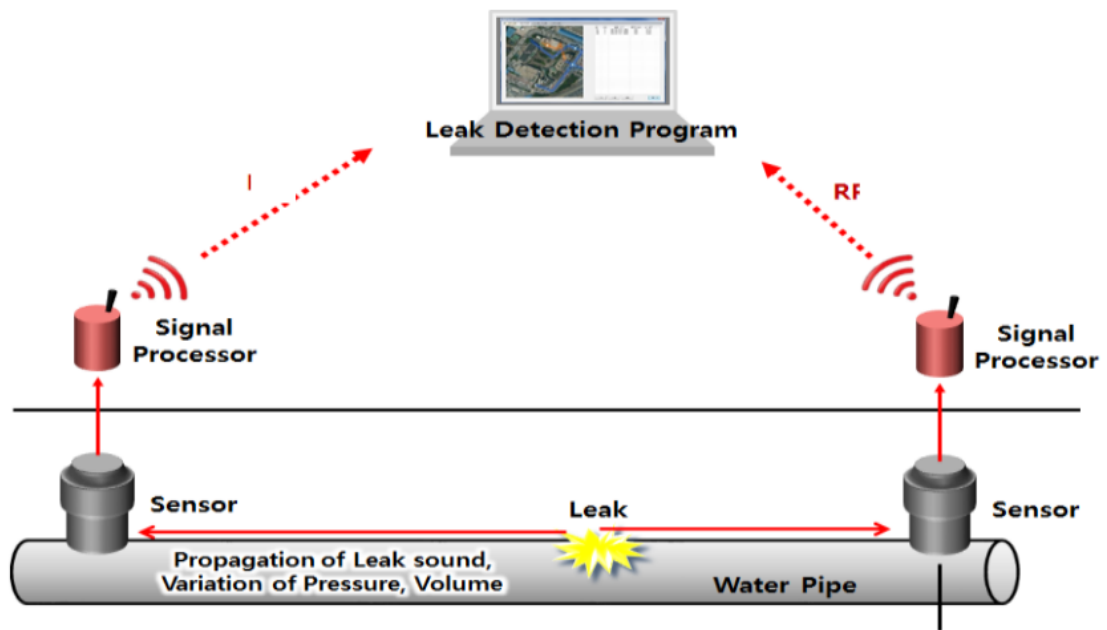 Leak Detection Program
Signal
Processor
Signal
Processor
Sensor
Leak
Sensor
Propagation of Leak sound,
Variation of Pressure, Volume
Water Pipe